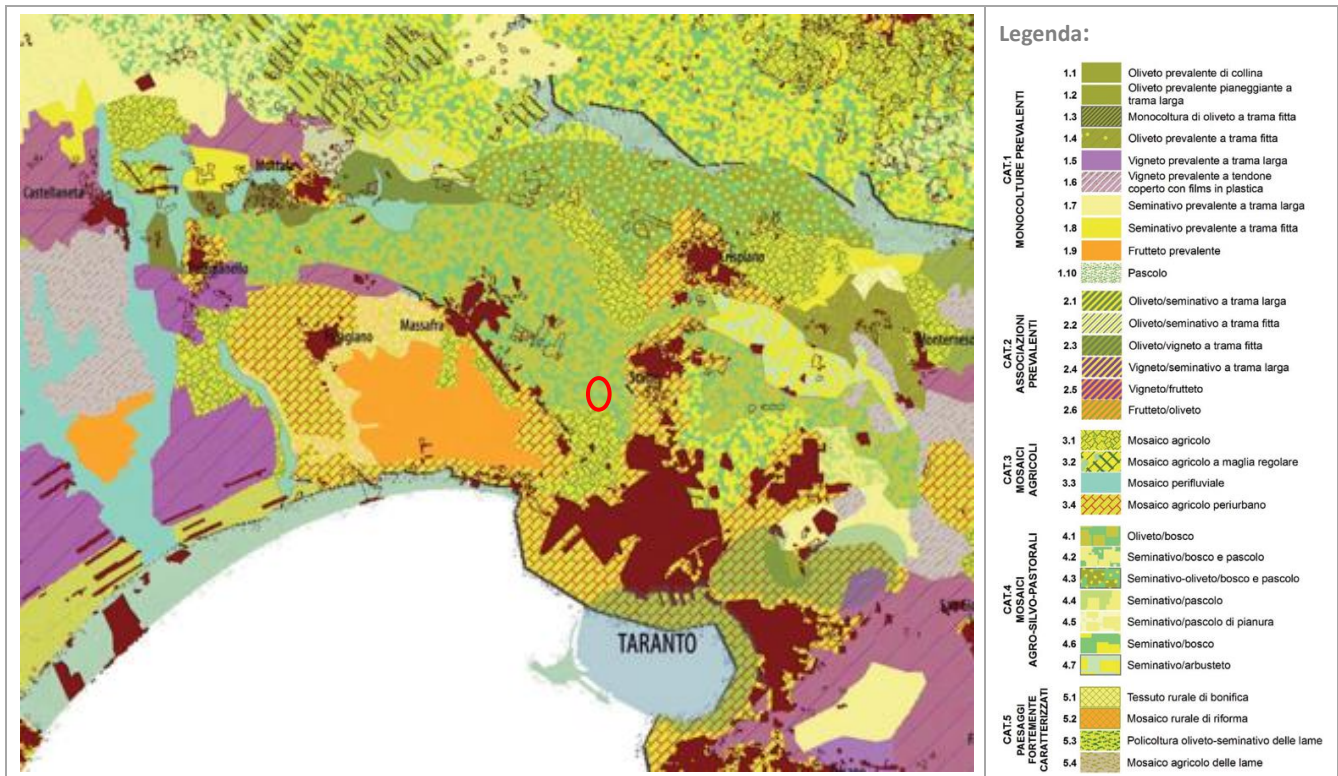 Mottola
Castellaneta
Crispiano
Massafra
TARANTO
Legenda:
CAT.1
MONOCOLTURE PREVALENTI
1.1 Oliveto prevalente di collina
1.2 Oliveto prevalente pianeggiante a
trama larga
1.3 Monocoltura di oliveto a trama fitta
1.4 Oliveto prevalente a trama fitta
1.5 Vigneto prevalente a trama larga
1.6 Vigneto prevalente a tendone
coperto con films in plastica
1.7 Seminativo prevalente a trama larga
1.8 Seminativo prevalente a trama fitta
1.9 Frutteto prevalente
1.10 Pascolo
CAT.2
ASSOCIAZIONI
PREVALENTI
2.1 Oliveto/seminativo a trama larga
2.2 Oliveto/seminativo a trama fitta
2.3 Oliveto/vigneto a trama fitta
2.4 Vigneto/seminativo a trama larga
2.5 Vigneto/frutteto
2.6 Frutteto/oliveto
CAT.3
MOSAICI
AGRICOLI
3.1 Mosaico agricolo
3.2 Mosaico agricolo a maglia regolare
3.3 Mosaico perifluviale
3.4 Mosaico agricolo periurbano
CAT.4
MOSAICI
AGRO-SILVO-PASTORALI
4.1 Oliveto/bosco
4.2 Seminativo/bosco e pascolo
4.3 Seminativo-oliveto/bosco e pascolo
4.4 Seminativo/pascolo
4.5 Seminativo/pascolo di pianura
4.6 Seminativo/bosco
4.7 Seminativo/arbusteto
CAT.5
PAESAGGI
FORTEMENTE
CARATTERIZZATI
5.1 Tessuto rurale di bonifica
5.2 Mosaico rurale di riforma
5.3 Policoltura oliveto-seminativo delle lame
5.4 Mosaico agricolo delle lame